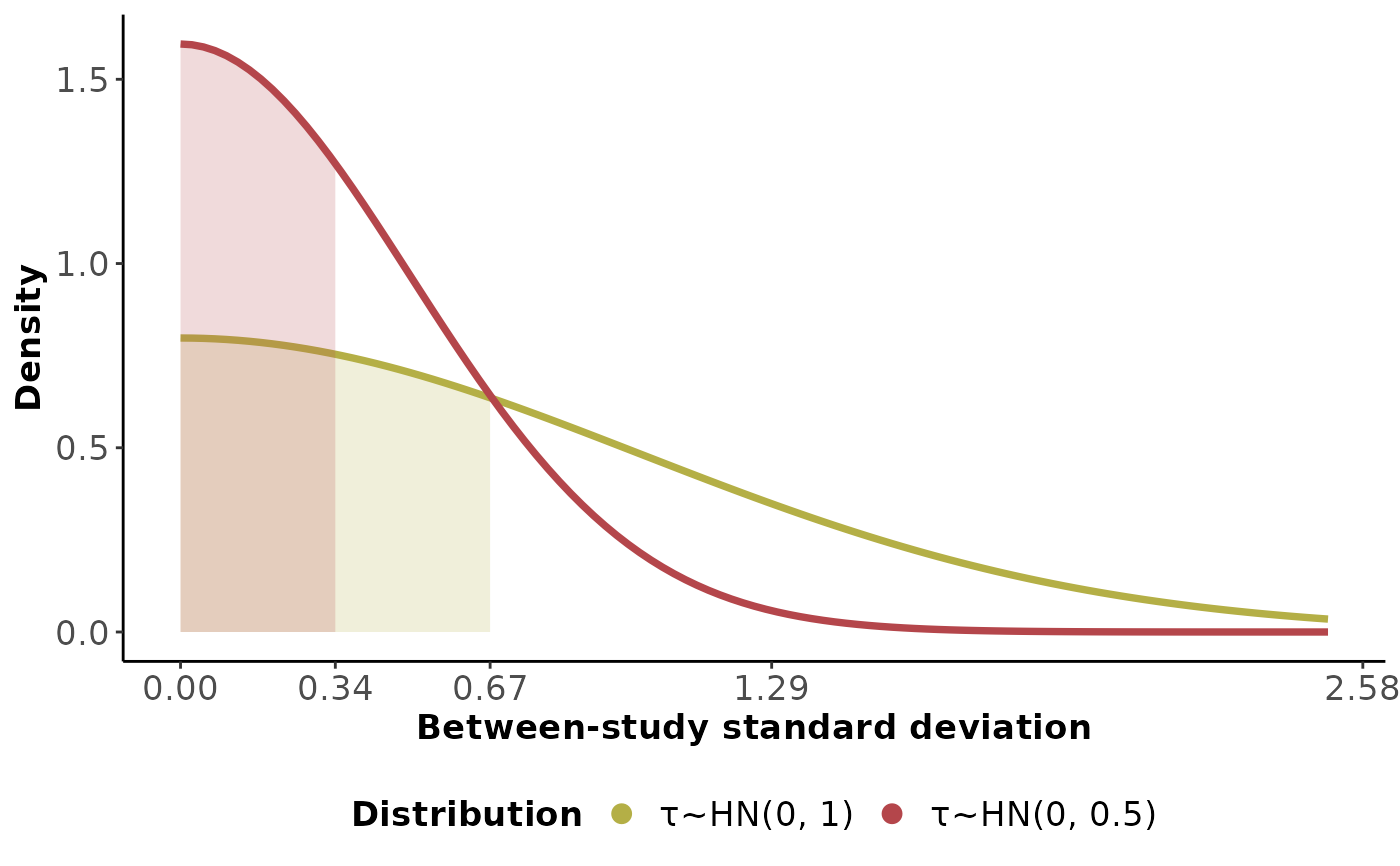 Density
1.5
1.0
0.5
0.0
0.00 0.34 0.67 1.29 2.58
Between-study standard deviation
Distribution τ~HN(0, 1) τ~HN(0, 0.5)